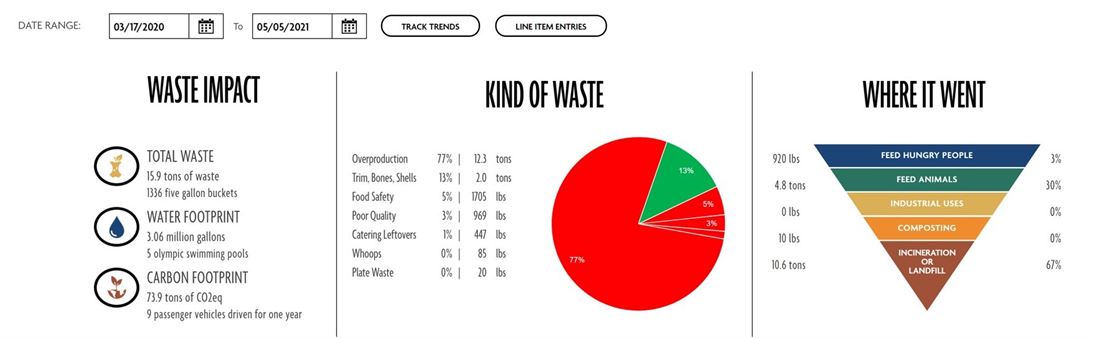 DATE RANGE:
03/17/2020
To
05/05/2021
TRACK TRENDS
LINE ITEM ENTRIES
WASTE IMPACT
TOTAL WASTE
15.9 tons of waste
1336 five gallon buckets
WATER FOOTPRINT
3.06 million gallons
5 olympic swimming pools
CARBON FOOTPRINT
73.9 tons of CO2eq
9 passenger vehicles driven for one year
KIND OF WASTE
Overproduction 77% | 12.3 tons
Trim, Bones, Shells 13% | 2.0 tons
Food Safety 5% | 1705 lbs
Poor Quality 3% | 969 lbs
Catering Leftovers 1% | 447 lbs
Whoops 0% | 85 lbs
Plate Waste 0% | 20 lbs
13%
5%
3%
77%
WHERE IT WENT
920 lbs FEED HUNGRY PEOPLE 3%
4.8 tons FEED ANIMALS 30%
0 lbs INDUSTRIAL USES 0%
10 lbs COMPOSTING 0%
10.6 tons INCINERATION 67%
OR
LANDFILL